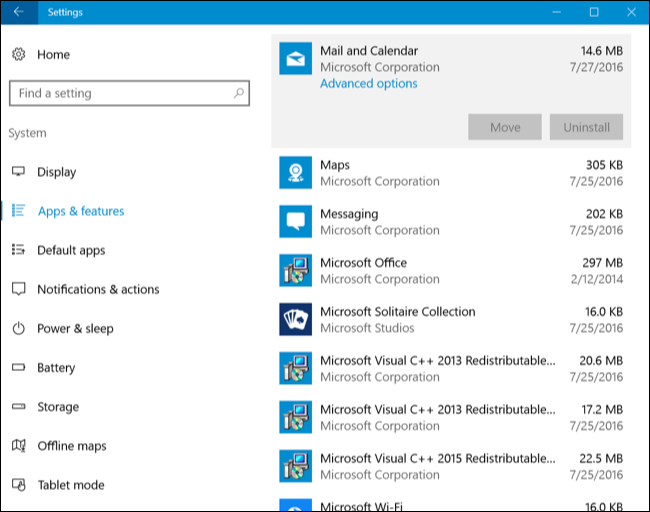 Settings
Home
Find a setting
System
Display
Apps & features
Default apps
Notifications & actions
Power & sleep
Battery
Storage
Offline maps
Tablet mode
Mail and Calendar 14.6 MB
Microsoft Corporation 7/27/2016
Advanced options
Move Uninstall
Maps 305 KB
Microsoft Corporation 7/25/2016
Messaging 202 KB
Microsoft Corporation 7/25/2016
Microsoft Office 297 MB
Microsoft Corporation 2/12/2014
Microsoft Solitaire Collection 16.0 KB
Microsoft Studios 7/25/2016
Microsoft Visual C++ 2013 Redistributable... 20.6 MB
Microsoft Corporation 7/25/2016
Microsoft Visual C++ 2013 Redistributable... 17.2 MB
Microsoft Corporation 7/25/2016
Microsoft Visual C++ 2015 Redistributable... 22.5 MB
Microsoft Corporation 7/25/2016
Microsoft Wi-Fi 16.0 KB